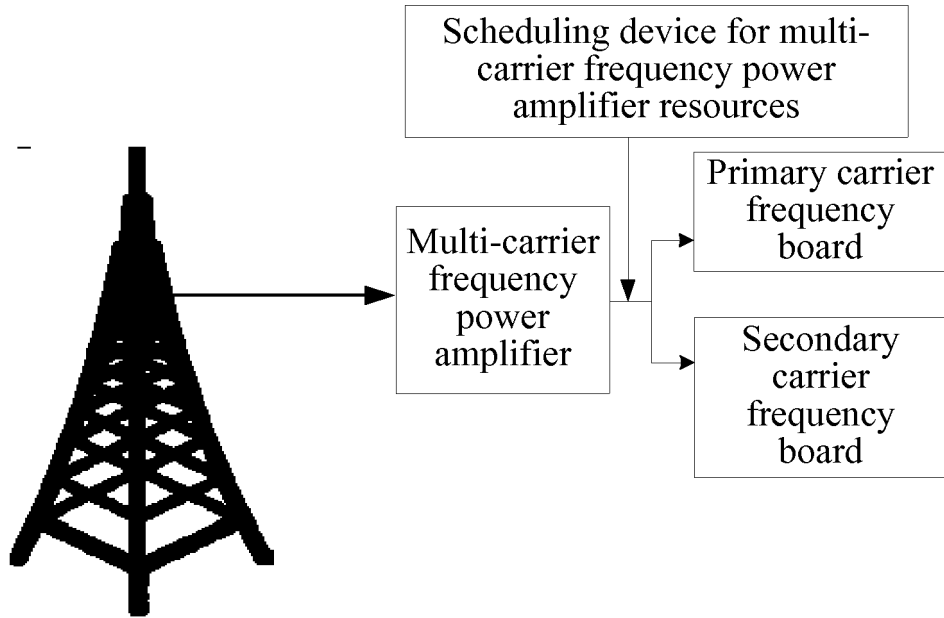 Scheduling device for multi-
carrier frequency power
amplifier resources
Primary carrier
frequency
board
Multi-carrier
frequency
power
amplifier
Secondary
carrier
frequency
board